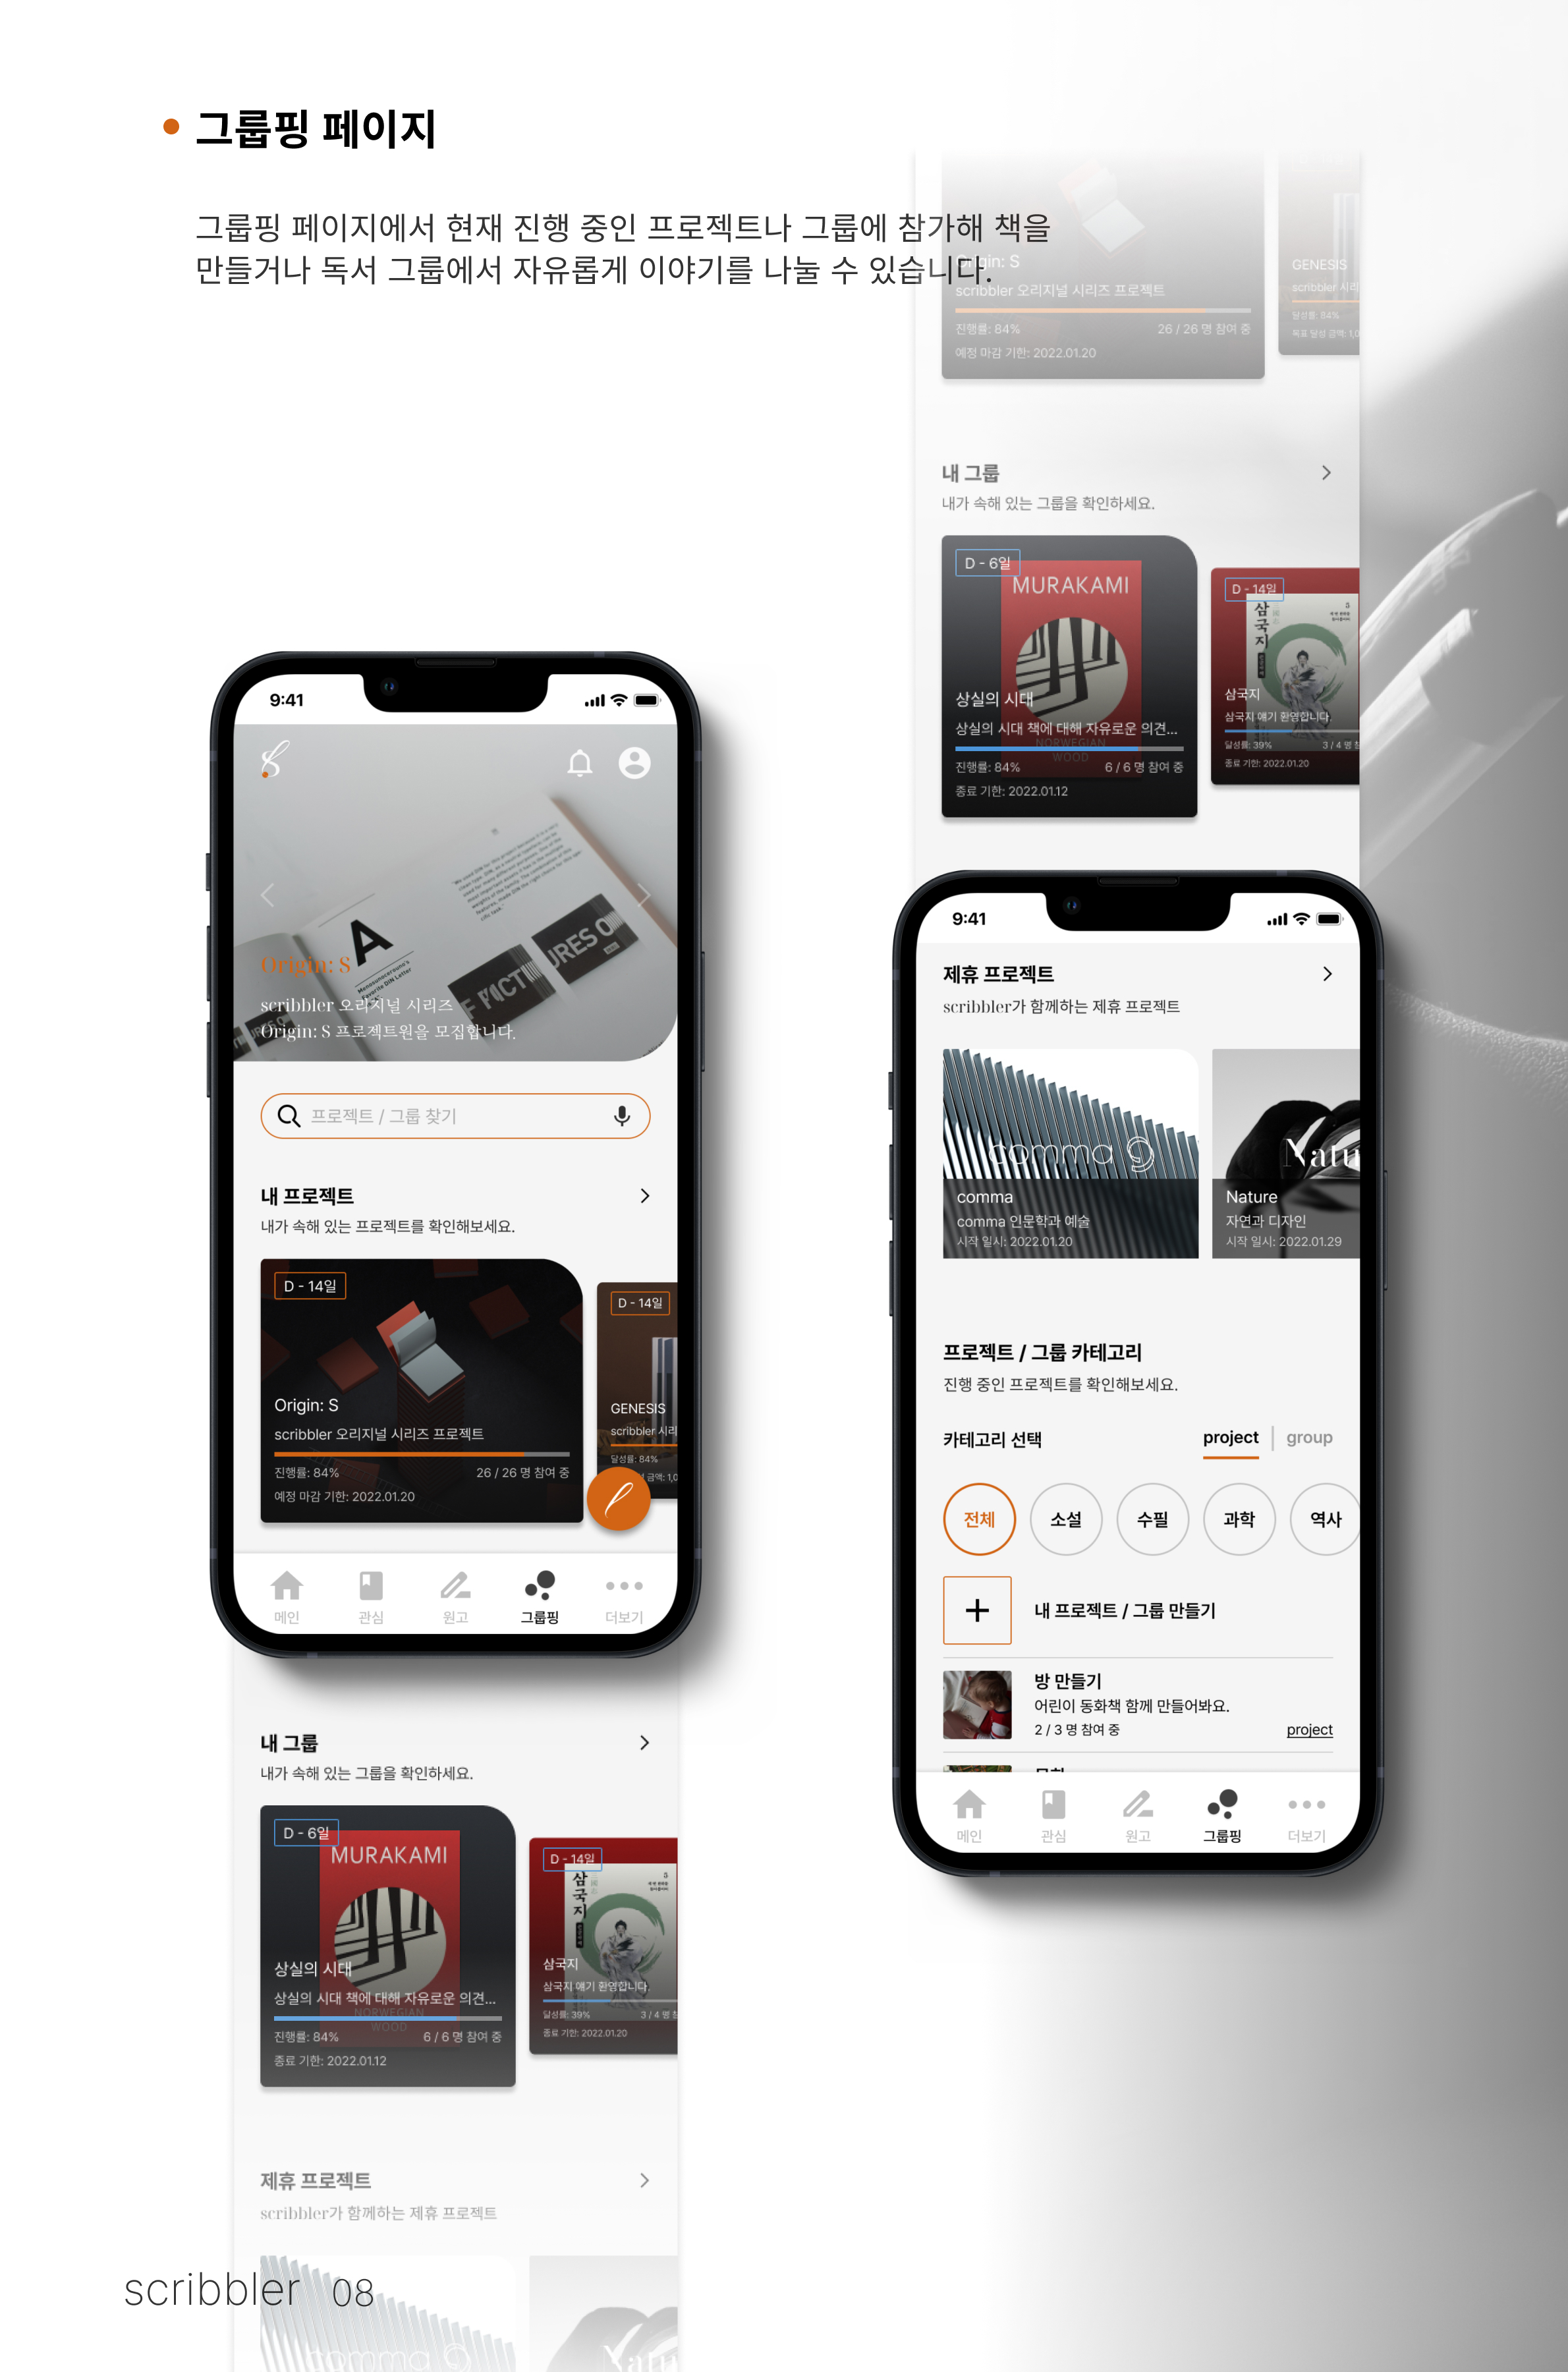 그룹핑 페이지
그룹핑 페이지에서 현재 진행 중인 프로젝트나 그룹에 참가해 책을
만들거나 독서 그룹에서 자유롭게 이야기를 나눌 수 있습니다.
9:41
A
Origin: S
scribbler 오리지널 시리즈
Origin: S 프로젝트원을 모집합니다.
프로젝트 / 그룹 찾기
내 프로젝트
내가 속해 있는 프로젝트를 확인해보세요.
D - 14일
Origin: S
scribbler 오리지널 시리즈 프로젝트
진행률: 84%
26 / 26 명 참여 중
예정 마감 기한: 2022.01.20
D - 14일
GENESIS
scribbler 시리
달성률: 84%
금액: 1,0
메인
관심
원고
그룹핑
더보기
내 그룹
내가 속해 있는 그룹을 확인하세요.
D - 6일
MURAKAMI
상실의 시대
상실의 시대 책에 대해 자유로운 의견...
NORWEGIAN
WOOD
진행률: 84%
6 / 6 명 참여 중
종료 기한: 2022.01.12
D - 14일
삼국지
삼국지
삼국지 얘기 환영합니다.
달성률: 39%
3 / 4 명
종료 기한: 2022.01.20
제휴 프로젝트
scribbler가 함께하는 제휴 프로젝트
comma 9
Natu
scribbler 08
Origin: S
scribbler 오리지널 시리즈 프로젝트
진행률: 84%
26 / 26 명 참여 중
예정 마감 기한: 2022.01.20
GENESIS
scribbler 시리
달성률: 84%
목표 달성 금액: 1,0
내 그룹
내가 속해 있는 그룹을 확인하세요.
D - 6일
MURAKAMI
상실의 시대
상실의 시대 책에 대해 자유로운 의견...
NORWEGIAN
WOOD
진행률: 84%
6 / 6 명 참여 중
종료 기한: 2022.01.12
D - 14일
삼국지
삼국지
삼국지 얘기 환영합니다.
달성률: 39%
3 / 4 명
종료 기한: 2022.01.20
9:41
제휴 프로젝트
scribbler가 함께하는 제휴 프로젝트
comma 9
comma
comma 인문학과 예술
시작 일시: 2022.01.20
Natu
Nature
자연과 디자인
시작 일시: 2022.01.29
프로젝트 / 그룹 카테고리
진행 중인 프로젝트를 확인해보세요.
카테고리 선택
project
group
전체
소설
수필
과학
역사
내 프로젝트 / 그룹 만들기
방 만들기
어린이 동화책 함께 만들어봐요.
2 / 3 명 참여 중
project
메인
관심
원고
그룹핑
더보기